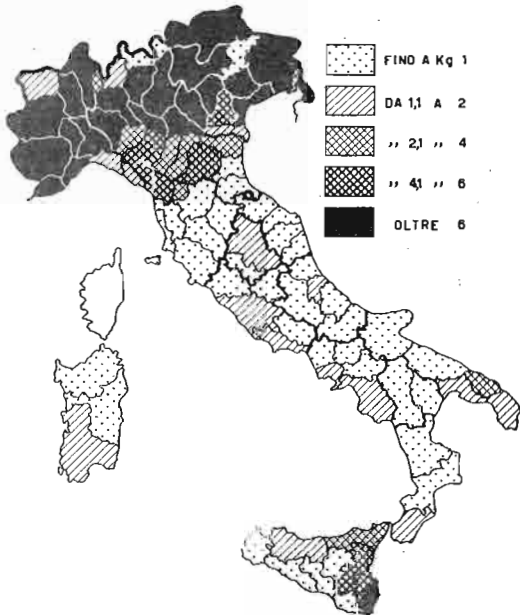 FINO A Kg 1
DA 1,1 A 2
,, 2,1 ,, 4
,, 4,1 ,, 6
OLTRE 6